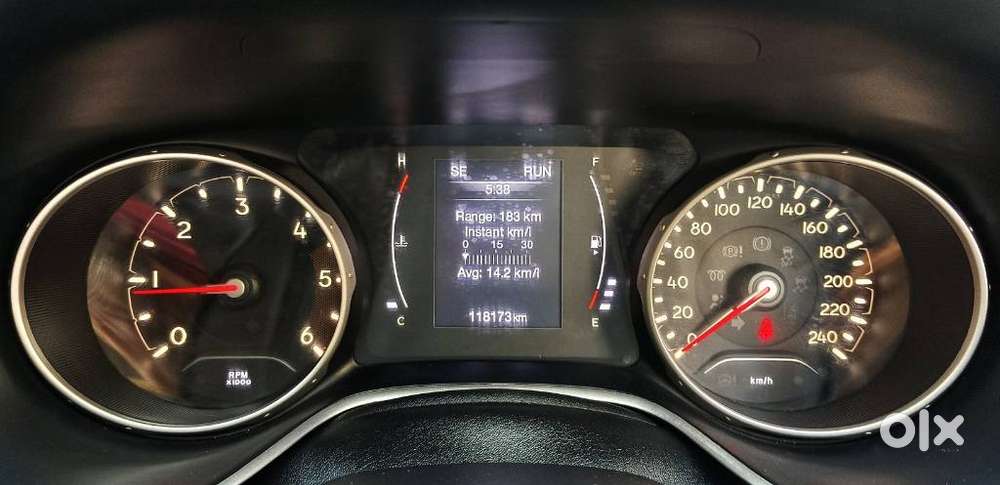 0
1
2
3
4
5
6
RPM
X1000
H
C
SE RUN
5:38
Range: 183 km
Instant km/l
0 15 30
Avg: 14.2 km/l
118173km
F
E
0
20
40
60
80
100
120
140
160
180
200
220
240
km/h
olx